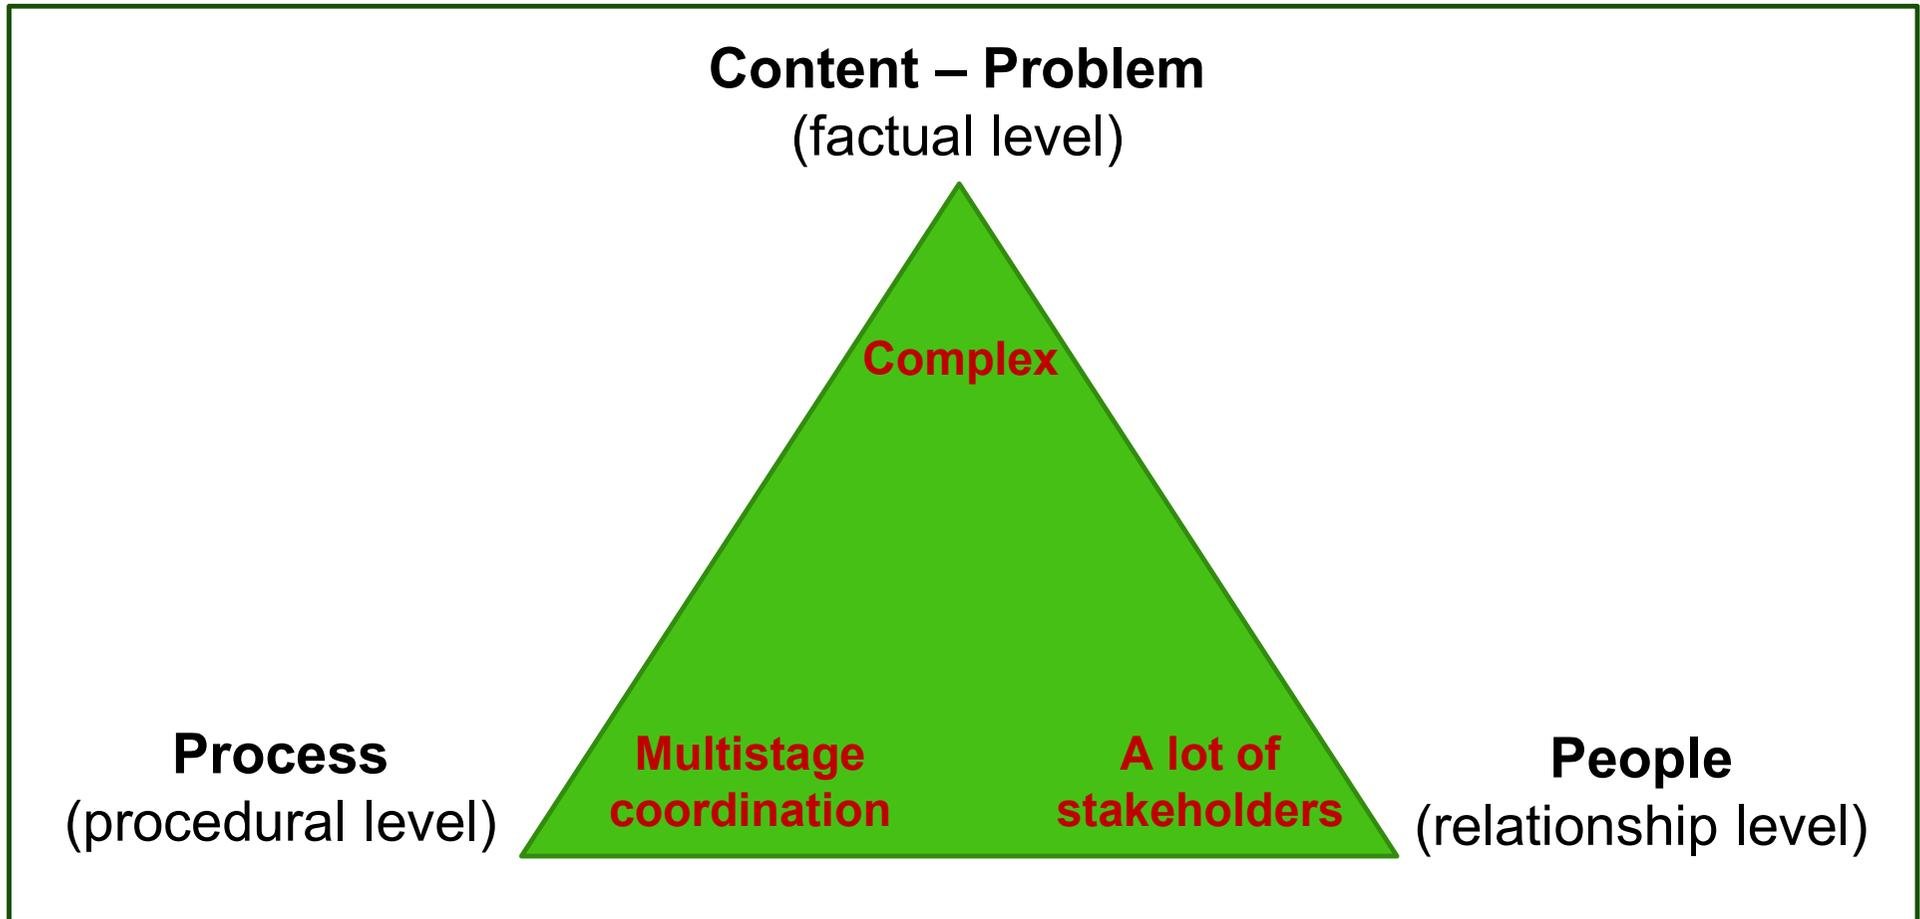 Content – Problem
(factual level)
Complex
Process
(procedural level)
Multistage
coordination
A lot of
stakeholders
People
(relationship level)